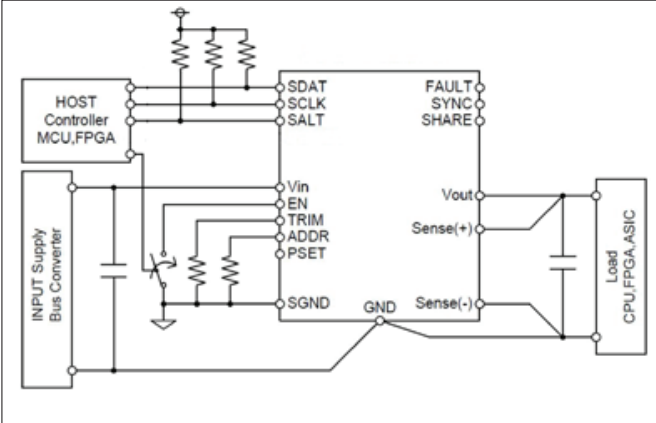 HOST
Controller
MCU,FPGA
SDAT
SCLK
SALT
FAULT
SYNC
SHARE
INPUT Supply
Bus Converter
Vin
EN
TRIM
ADDR
PSET
SGND
GND
Vout
Sense(+)
Sense(-)
Load
CPU,FPGA,ASIC